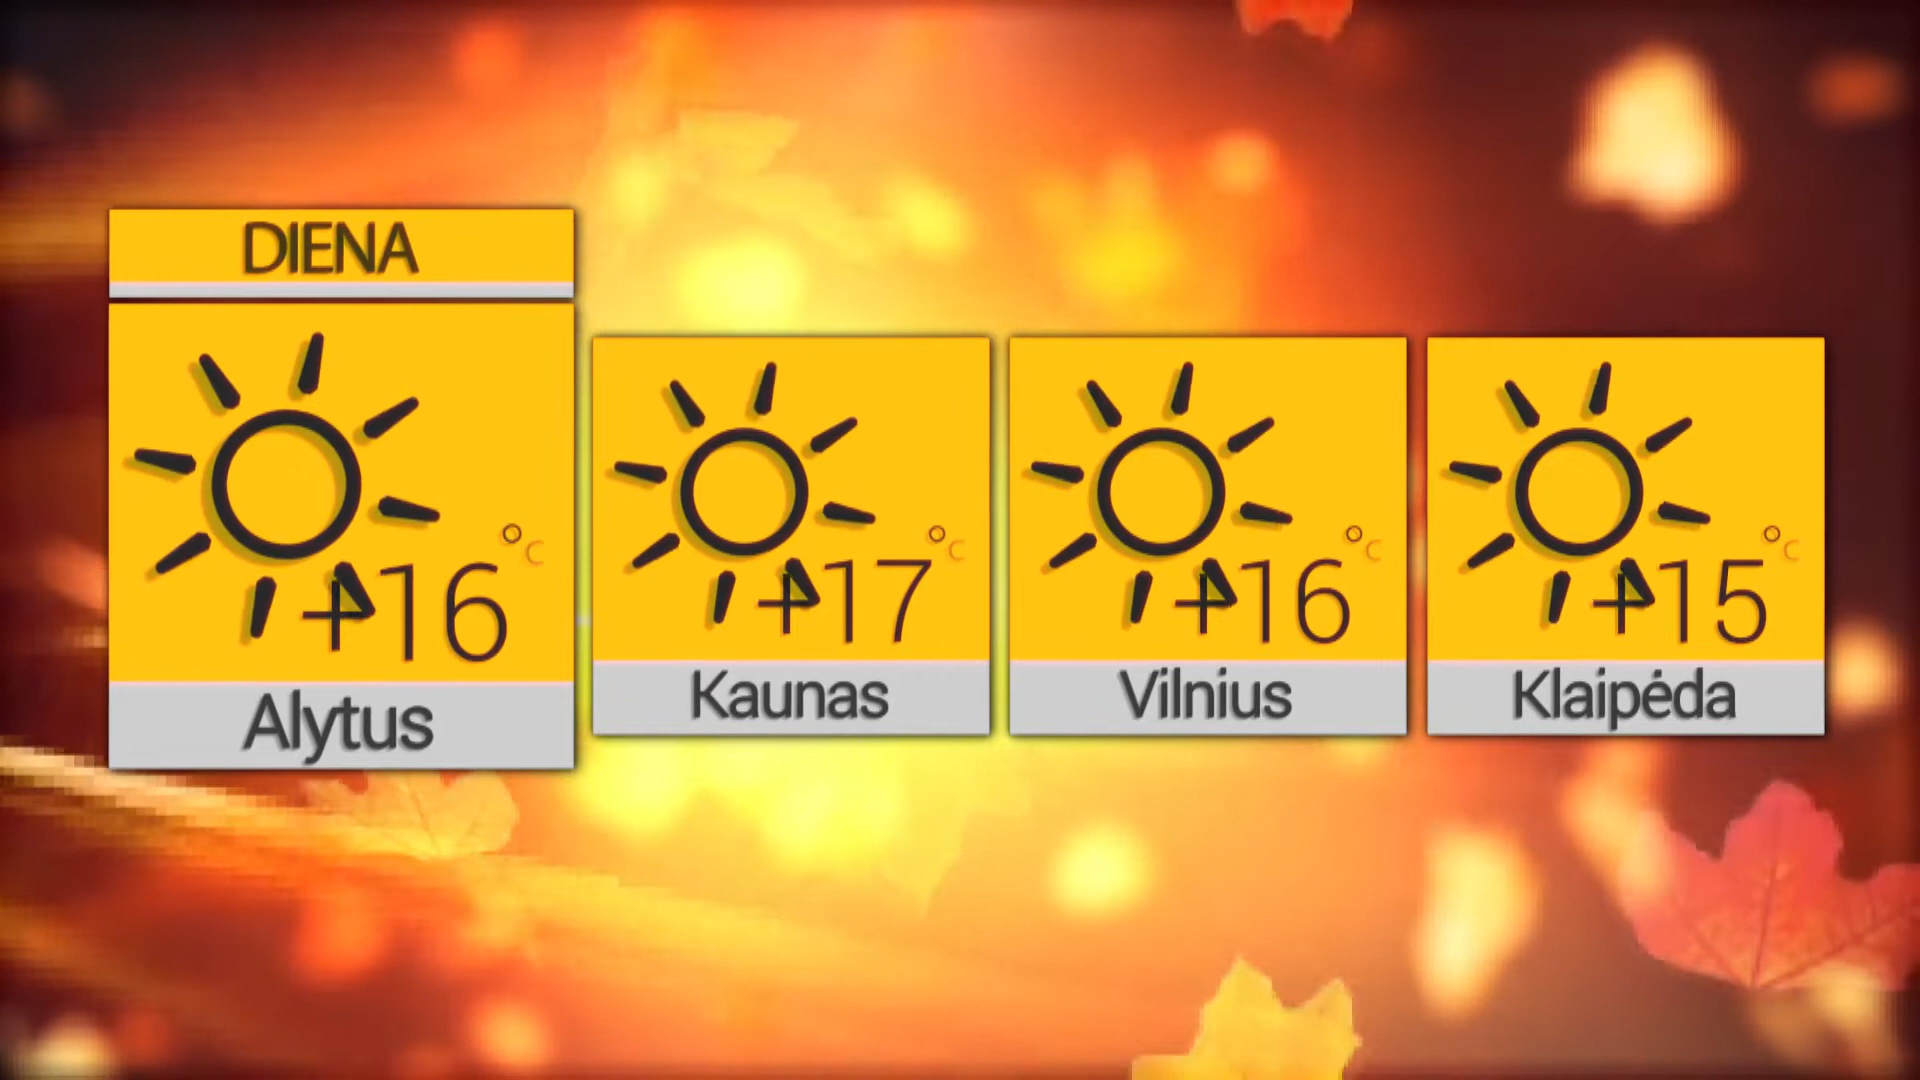 DIENA
+16 °C
Alytus
+17 °C
Kaunas
+16 °C
Vilnius
+15 °C
Klaipėda